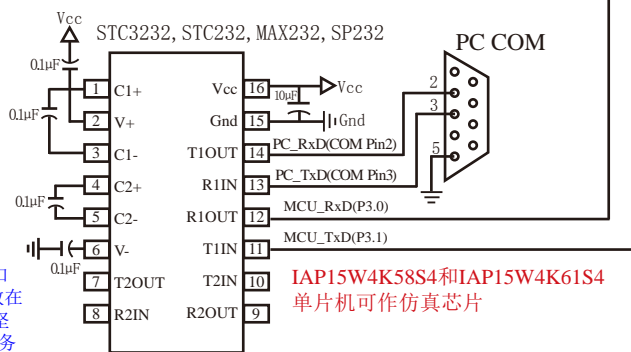 Vcc
STC3232, STC232, MAX232, SP232
PC COM
0.1μF
0.1μF
1 C1+
2 V+
3 C1-
4 C2+
5 C2-
6 V-
7 T2OUT
8 R2IN
0.1μF
0.1μF
Vcc 16
Gnd 15
T1OUT 14
R1IN 13
R1OUT 12
T1IN 11
T2IN 10
R2OUT 9
Vcc
10μF
Gnd
PC_RxD(COM Pin2)
PC_TxD(COM Pin3)
MCU_RxD(P3.0)
MCU_TxD(P3.1)
2
3
5
IAP15W4K58S4和IAP15W4K61S4
单片机可作仿真芯片
在
务